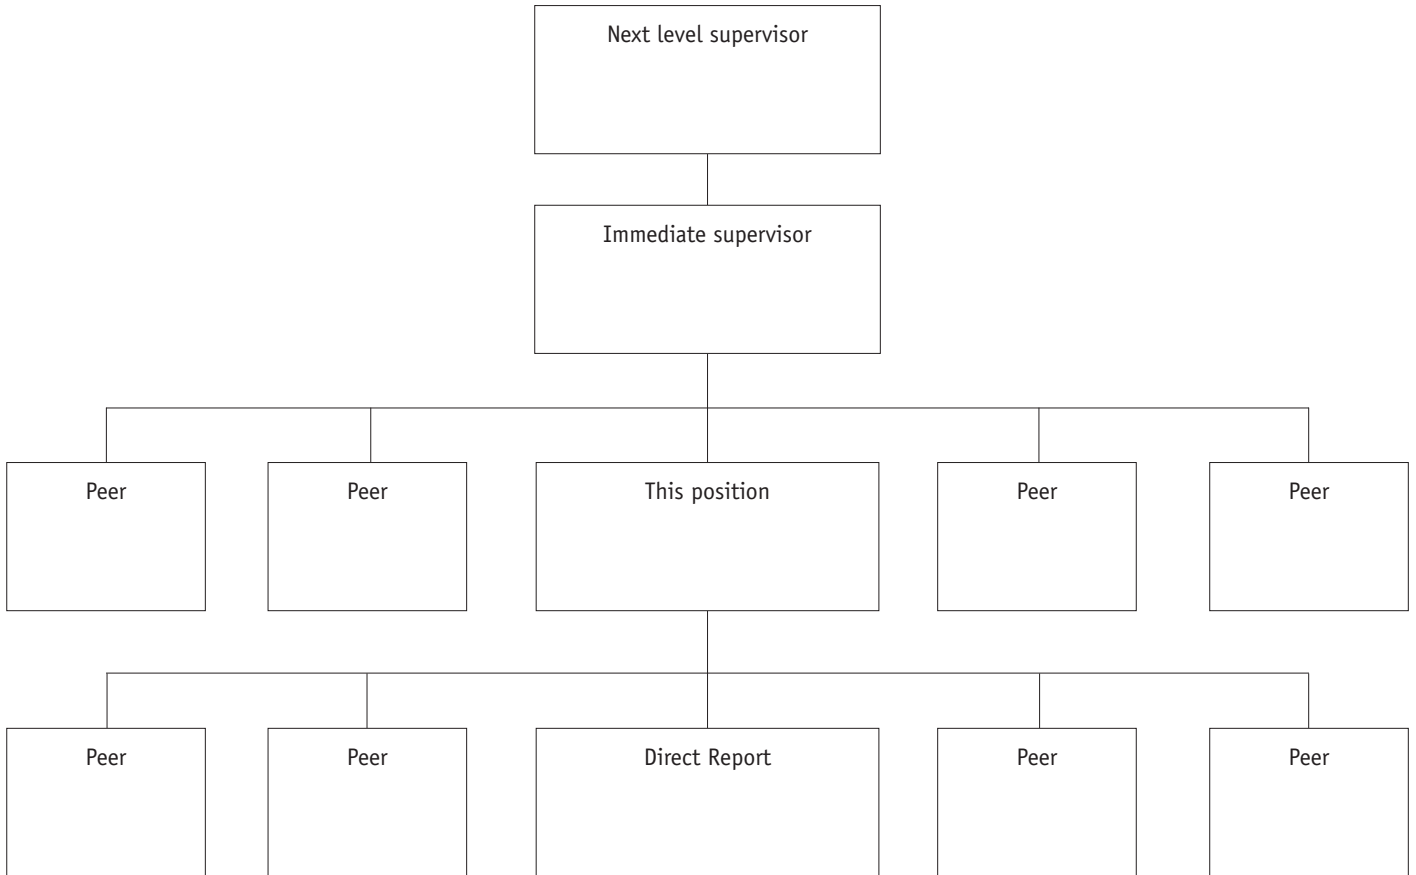 Next level supervisor
Immediate supervisor
Peer
Peer
This position
Peer
Peer
Peer
Peer
Direct Report
Peer
Peer